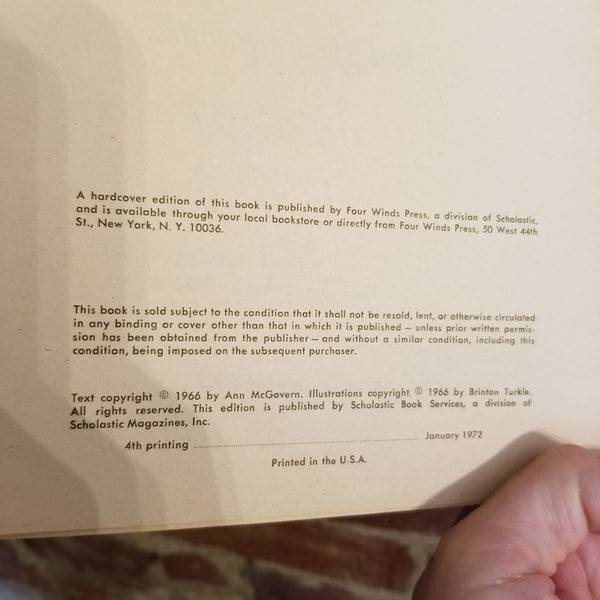 A hardcover edition of this book is published by Four Winds Press, a division of Scholastic,
and is available through your local bookstore or directly from Four Winds Press, 50 West 44th
St., New York, N. Y. 10036.
This book is sold subject to the condition that it shall not be resold, lent, or otherwise circulated
in any binding or cover other than that in which it is published — unless prior written permis-
sion has been obtained from the publisher — and without a similar condition, including this
condition, being imposed on the subsequent purchaser.
Text copyright © 1966 by Ann McGovern. Illustrations copyright © 1966 by Brinton Turkle.
All rights reserved. This edition is published by Scholastic Book Services, a division of
Scholastic Magazines, Inc.
4th printing ........................................ January 1972
Printed in the U.S.A.